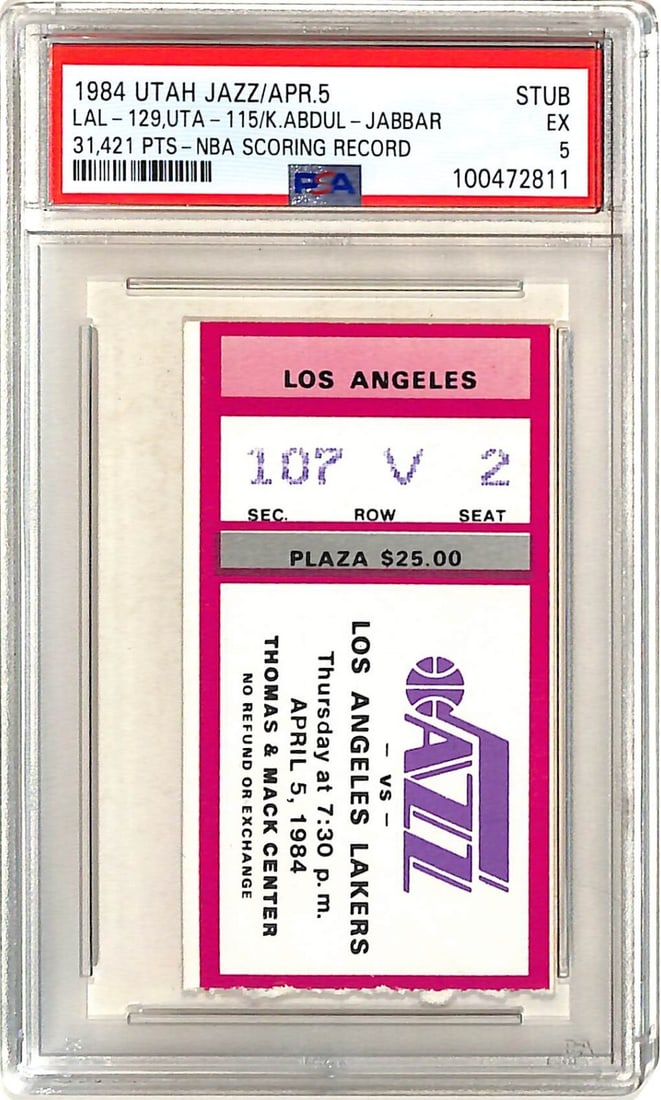 1984 UTAH JAZZ/APR.5 STUB
LAL-129,UTA-115/K.ABDUL-JABBAR EX
31,421 PTS-NBA SCORING RECORD 5
PSA 100472811
LOS ANGELES
107 V 2
SEC. ROW SEAT
PLAZA $25.00
JAZZ
- vs -
LOS ANGELES LAKERS
Thursday at 7:30 p.m.
APRIL 5, 1984
THOMAS & MACK CENTER
NO REFUND OR EXCHANGE
PSA